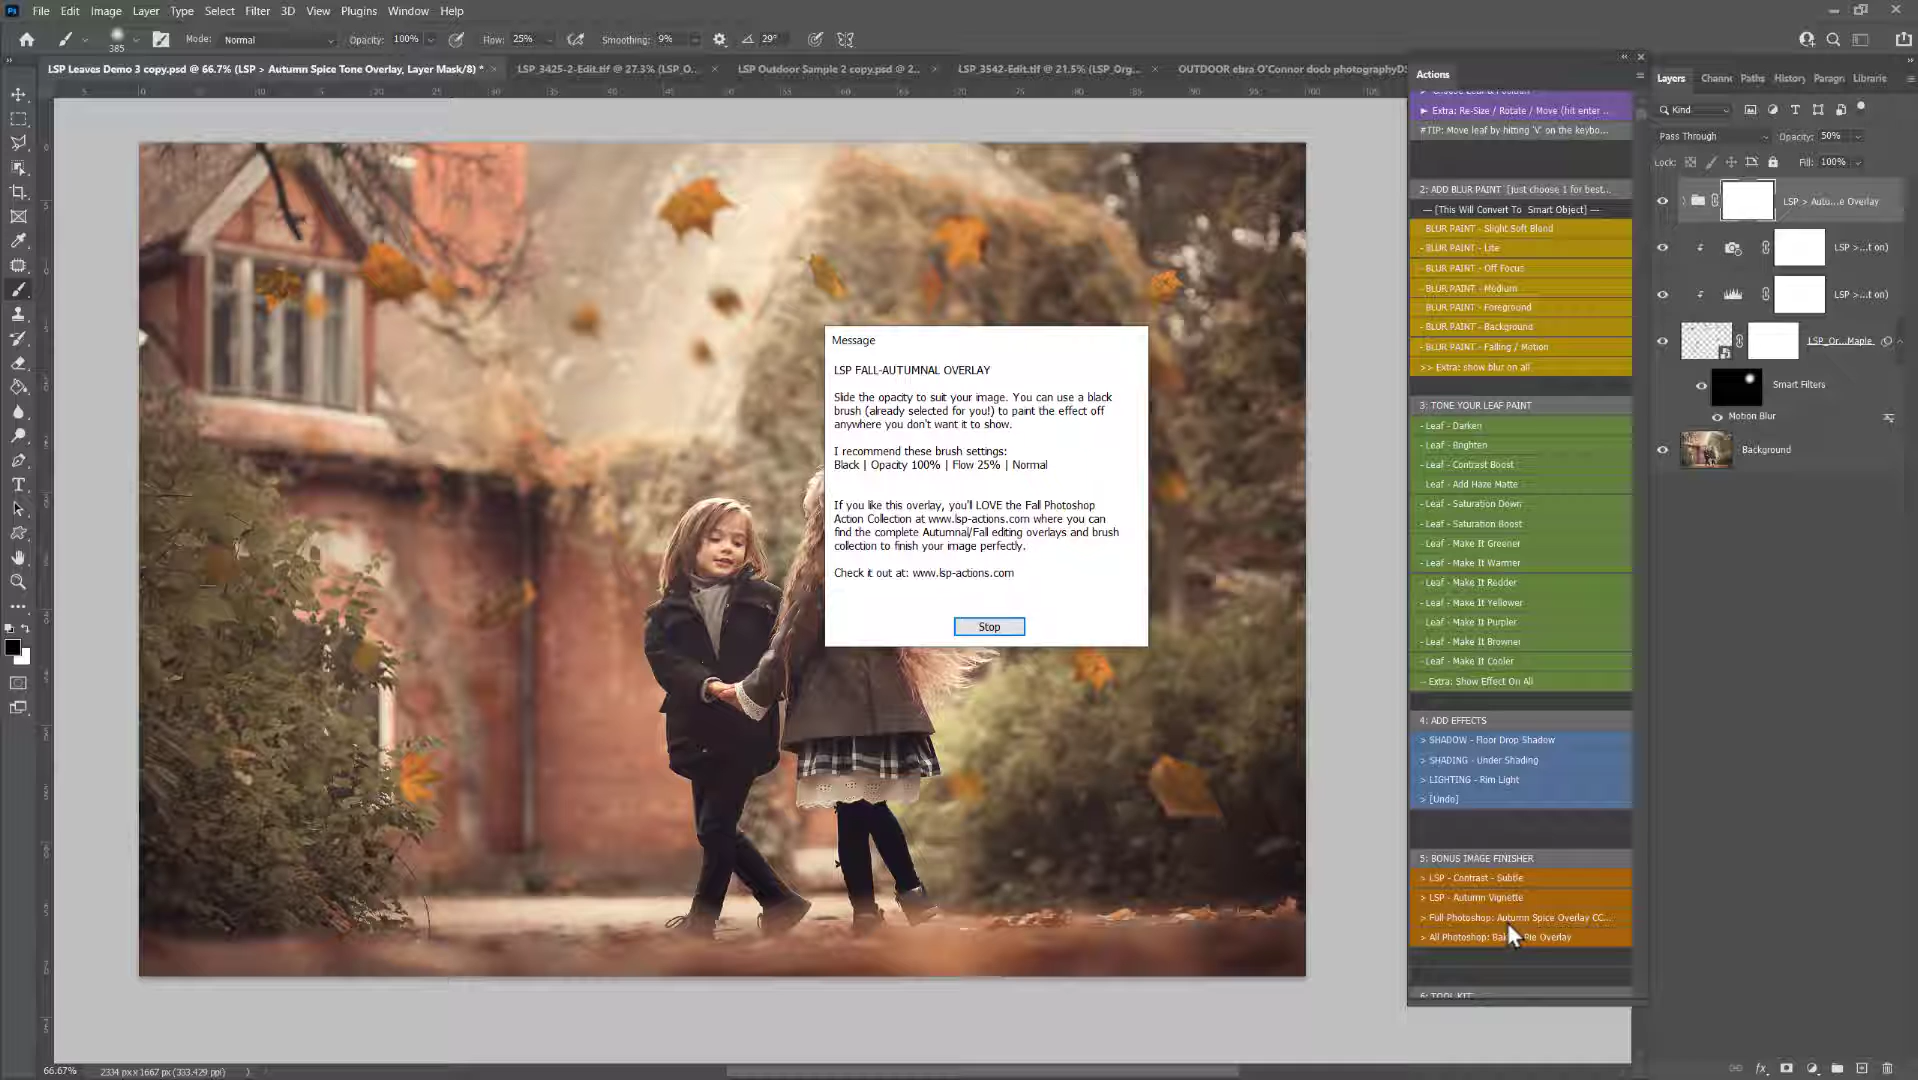 Ps File Edit Image Layer Type Select Filter 3D View Plugins Window Help
385 Mode: Normal Opacity: 100% Flow: 25% Smoothing: 9% 29°
LSP Leaves Demo 3 copy.psd @ 66.7% (LSP > Autumn Spice Tone Overlay, Layer Mask/8) * LSP_3425-2-Edit.tif @ 27.3% (LSP_O... LSP Outdoor Sample 2 copy.psd @ 2... LSP_3542-Edit.tif @ 21.5% (LSP_Org... OUTDOOR ebra O'Connor docb photographyDS
Message
LSP FALL-AUTUMNAL OVERLAY
Slide the opacity to suit your image. You can use a black
brush (already selected for you!) to paint the effect off
anywhere you don't want it to show.
I recommend these brush settings:
Black | Opacity 100% | Flow 25% | Normal
If you like this overlay, you'll LOVE the Fall Photoshop
Action Collection at www.lsp-actions.com where you can
find the complete Autumnal/Fall editing overlays and brush
collection to finish your image perfectly.
Check it out at: www.lsp-actions.com
Stop
Actions
Extra: Re-Size / Rotate / Move (hit enter ...
#TIP: Move leaf by hitting 'V' on the keybo...
2: ADD BLUR PAINT [just choose 1 for best...
--- [This Will Convert To Smart Object] ---
BLUR PAINT - Slight Soft Blend
- BLUR PAINT - Lite
- BLUR PAINT - Off Focus
- BLUR PAINT - Medium
- BLUR PAINT - Foreground
- BLUR PAINT - Background
- BLUR PAINT - Falling / Motion
>> Extra: show blur on all
3: TONE YOUR LEAF PAINT
- Leaf - Darken
- Leaf - Brighten
- Leaf - Contrast Boost
Leaf - Add Haze Matte
- Leaf - Saturation Down
- Leaf - Saturation Boost
- Leaf - Make It Greener
- Leaf - Make It Warmer
- Leaf - Make It Redder
- Leaf - Make It Yellower
- Leaf - Make It Purpler
- Leaf - Make It Browner
- Leaf - Make It Cooler
-- Extra: Show Effect On All
4: ADD EFFECTS
> SHADOW - Floor Drop Shadow
> SHADING - Under Shading
> LIGHTING - Rim Light
> [Undo]
5: BONUS IMAGE FINISHER
> LSP - Contrast - Subtle
> LSP - Autumn Vignette
> Full Photoshop: Autumn Spice Overlay CC...
> All Photoshop: Pie Overlay
6: TOOL KIT
Layers Channe Paths History Paragra Librarie
Kind
Pass Through Opacity: 50%
Lock: Fill: 100%
LSP > Autu...e Overlay
LSP >...t on)
LSP >...t on)
LSP_Or...Maple
Smart Filters
Motion Blur
Background
66.67% 2334 px x 1667 px (333.429 ppi)